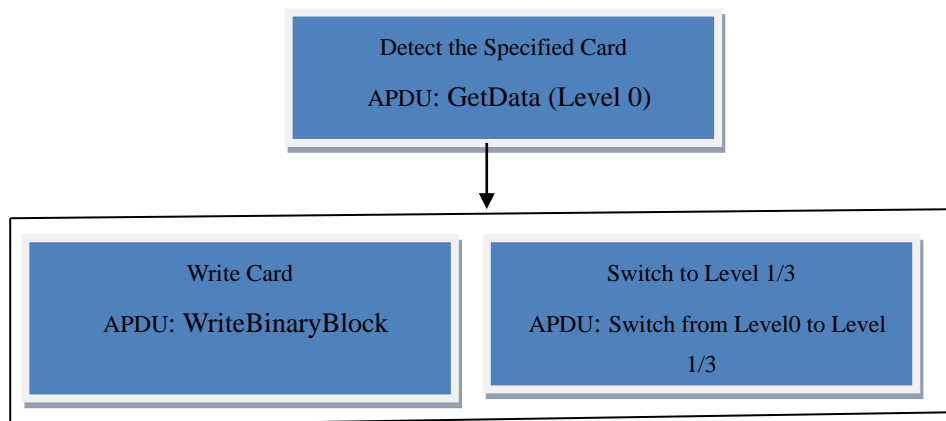 Detect the Specified Card
APDU: GetData (Level 0)
Write Card
APDU: WriteBinaryBlock
Switch to Level 1/3
APDU: Switch from Level0 to Level
1/3